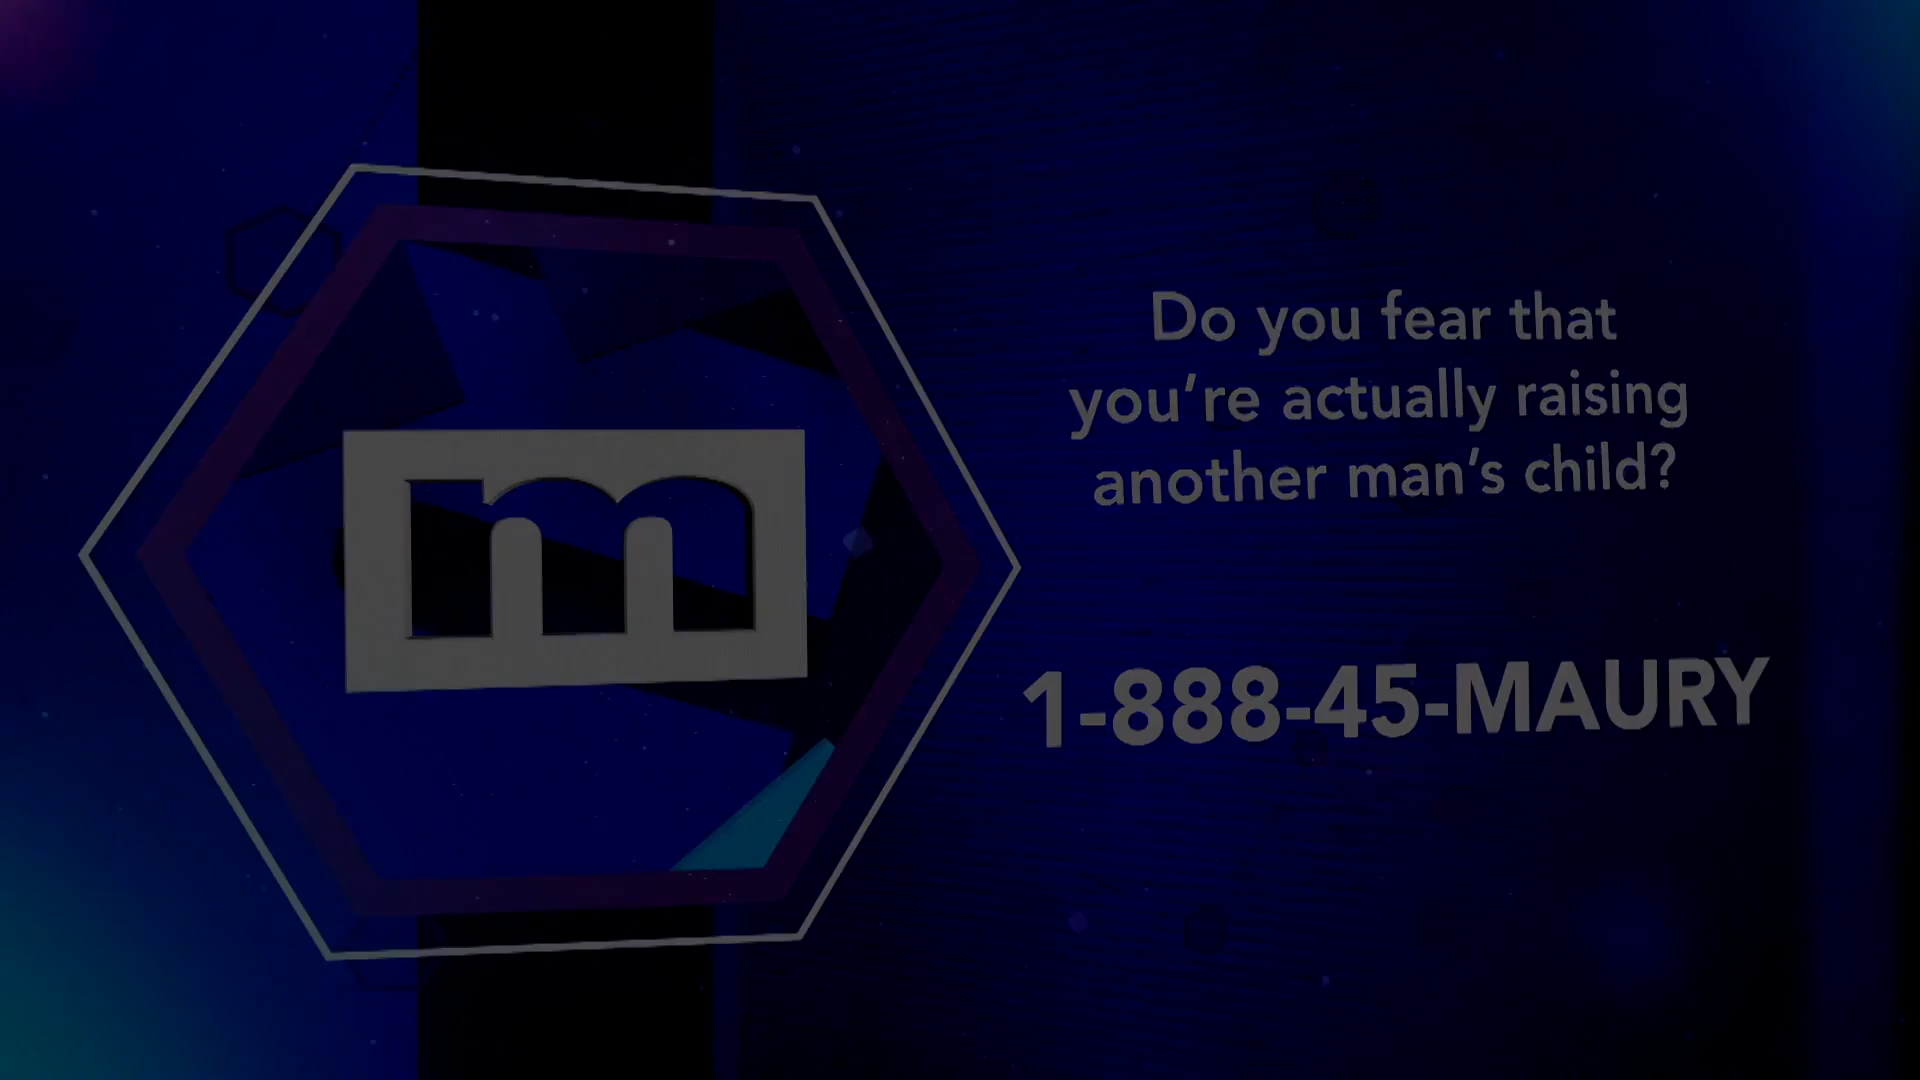 m
Do you fear that
you're actually raising
another man's child?
1-888-45-MAURY